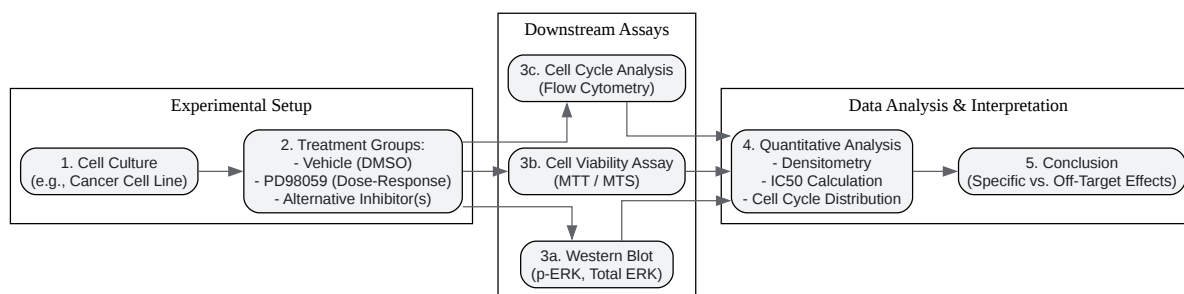 Experimental Setup
1. Cell Culture
(e.g., Cancer Cell Line)
2. Treatment Groups:
- Vehicle (DMSO)
- PD98059 (Dose-Response)
- Alternative Inhibitor(s)
Downstream Assays
3c. Cell Cycle Analysis
(Flow Cytometry)
3b. Cell Viability Assay
(MTT / MTS)
3a. Western Blot
(p-ERK, Total ERK)
Data Analysis & Interpretation
4. Quantitative Analysis
- Densitometry
- IC50 Calculation
- Cell Cycle Distribution
5. Conclusion
(Specific vs. Off-Target Effects)